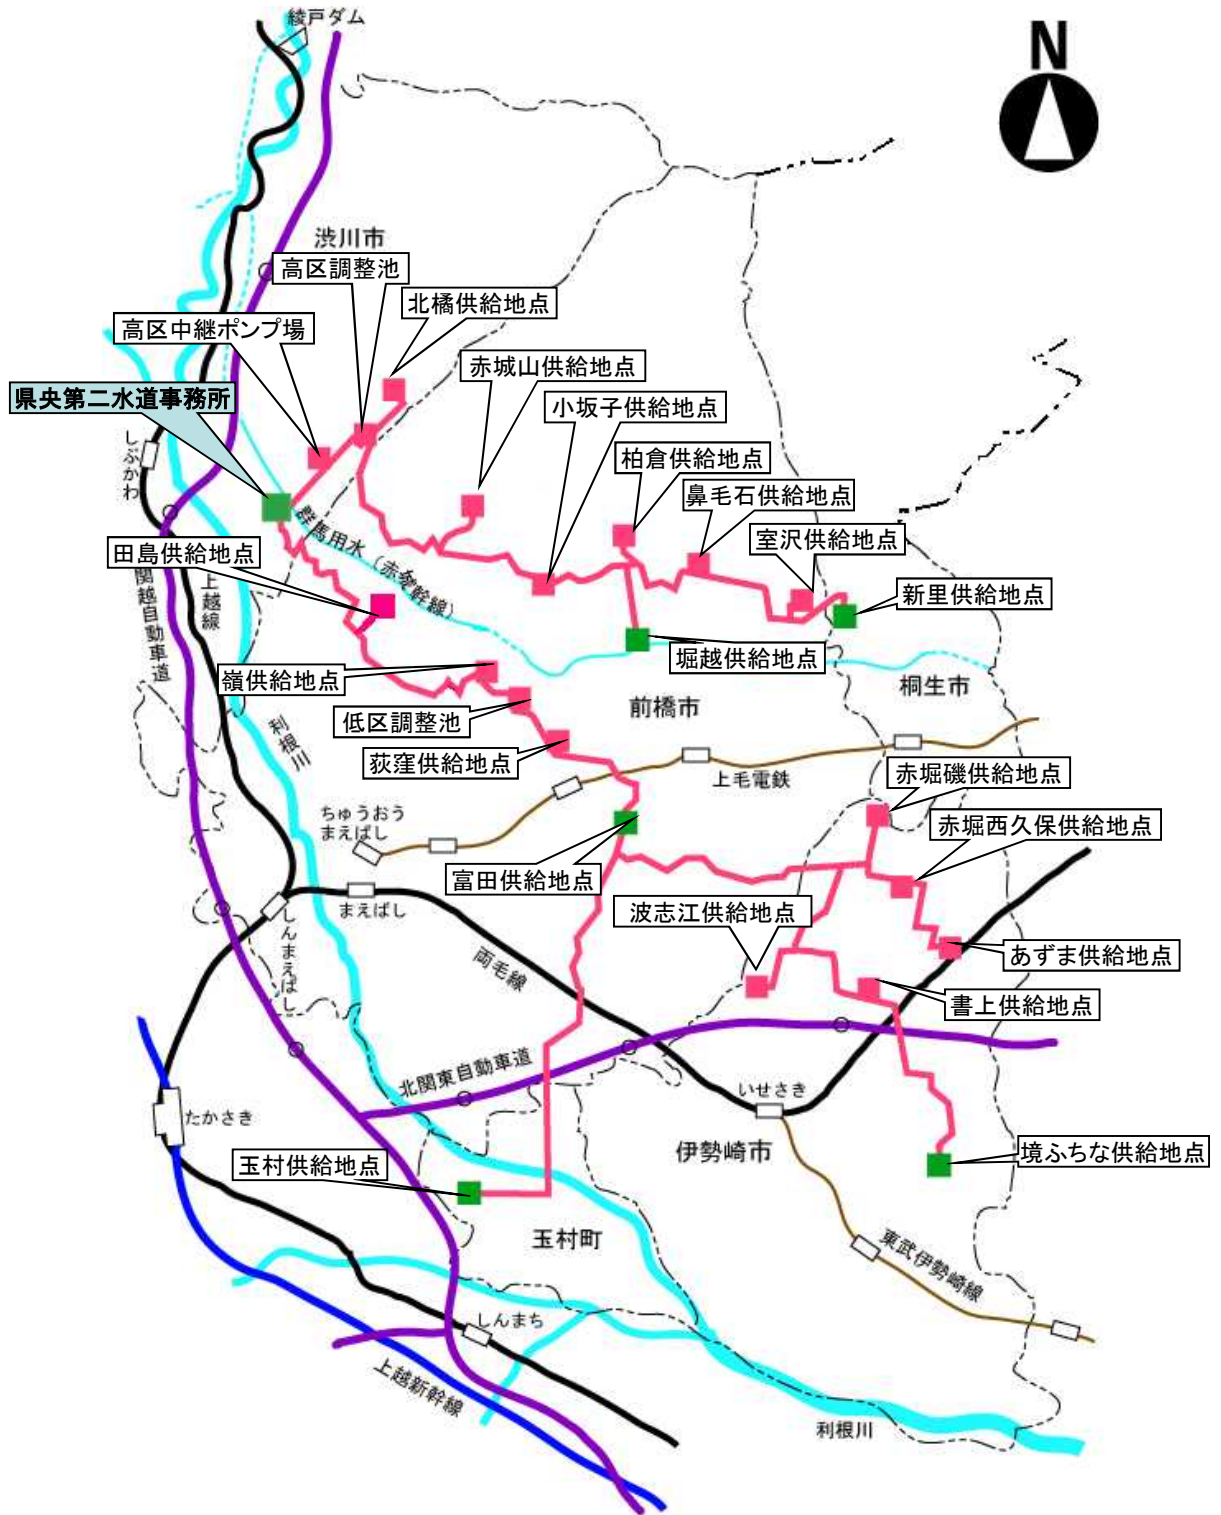 綾戸ダム
N
渋川市
高区調整池
北橘供給地点
高区中継ポンプ場
赤城山供給地点
県央第二水道事務所
小坂子供給地点
しぶかわ
柏倉供給地点
鼻毛石供給地点
群馬用水（赤冬幹線）
室沢供給地点
田島供給地点
関越自動車道
上越線
新里供給地点
堀越供給地点
嶺供給地点
桐生市
前橋市
低区調整池
利根川
荻窪供給地点
上毛電鉄
赤堀磯供給地点
ちゅうおう
まえばし
赤堀西久保供給地点
富田供給地点
まえばし
しんまえばし
波志江供給地点
両毛線
あずま供給地点
書上供給地点
北関東自動車道
いせさき
たかさき
伊勢崎市
境ふちな供給地点
玉村供給地点
玉村町
東武伊勢崎線
しんまち
上越新幹線
利根川